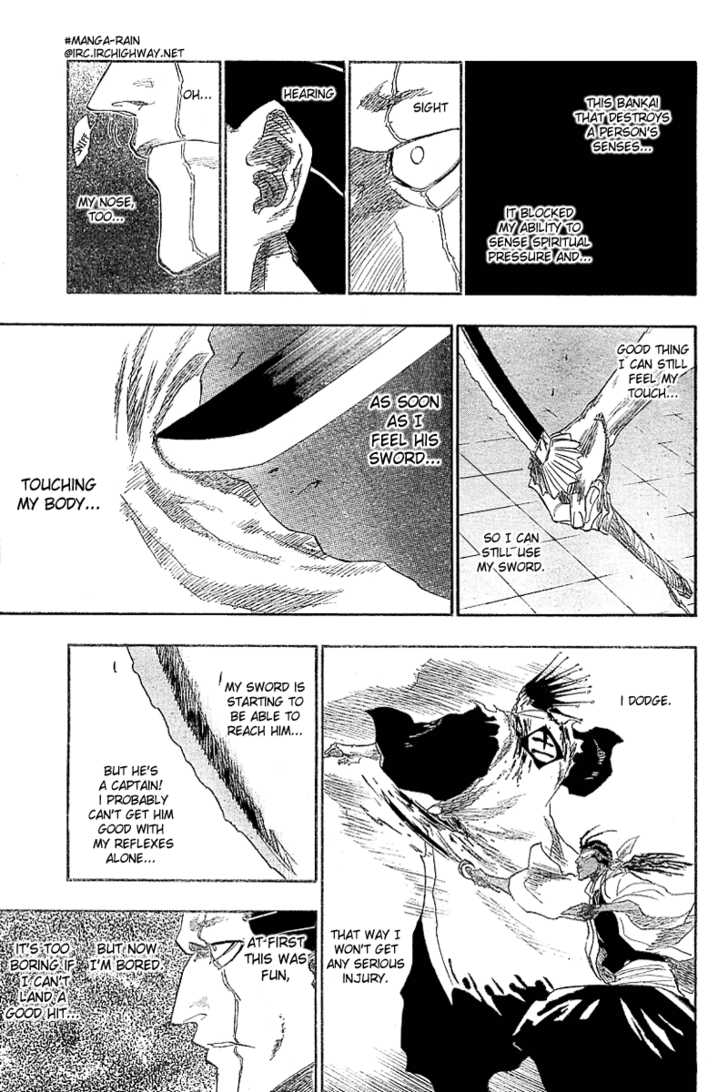 #MANGA-RAIN
@IRC.IRCHIGHWAY.NET
THIS BANKAI
THAT DESTROYS
A PERSON'S
SENSES...
IT BLOCKED
MY ABILITY TO
SENSE SPIRITUAL
PRESSURE AND...
SIGHT
HEARING
OH...
SNIFF
MY NOSE,
TOO...
GOOD THING
I CAN STILL
FEEL MY
TOUCH...
SO I CAN
STILL USE
MY SWORD.
AS SOON
AS I
FEEL HIS
SWORD...
TOUCHING
MY BODY...
I DODGE.
THAT WAY I
WON'T GET
ANY SERIOUS
INJURY.
MY SWORD IS
STARTING TO
BE ABLE TO
REACH HIM...
BUT HE'S
A CAPTAIN!
I PROBABLY
CAN'T GET HIM
GOOD WITH
MY REFLEXES
ALONE...
AT FIRST
THIS WAS
FUN,
BUT NOW
I'M BORED.
IT'S TOO
BORING IF
I CAN'T
LAND A
GOOD HIT...